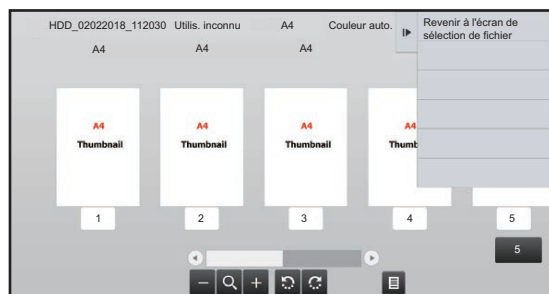 HDD_02022018_112030 Utilis. inconnu A4 Couleur auto.
Revenir à l'écran de
sélection de fichier
A4 A4 A4
A4 A4 A4 A4
Thumbnail Thumbnail Thumbnail Thumb
1 2 3 4 5
5